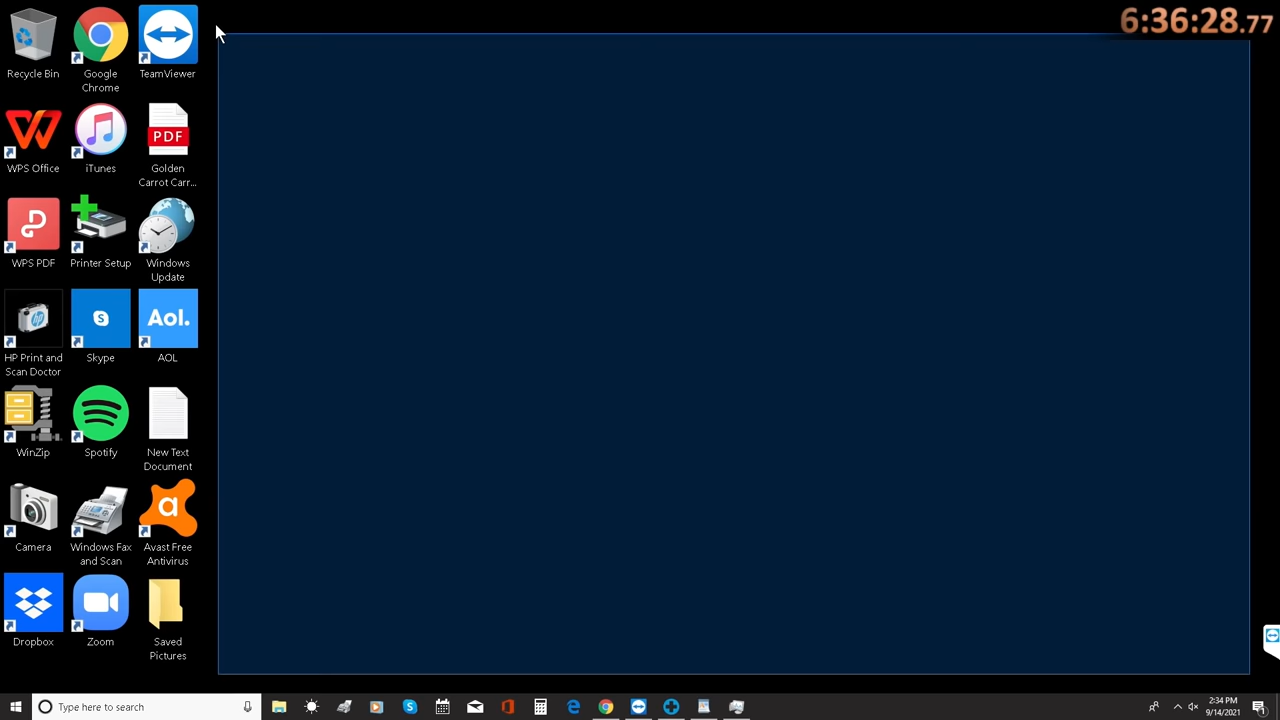 6:36:28.77
Recycle Bin
Google
Chrome
TeamViewer
WPS Office
iTunes
PDF
Golden
Carrot Carr...
WPS PDF
Printer Setup
Windows
Update
HP Print and
Scan Doctor
Skype
Aol.
AOL
WinZip
Spotify
New Text
Document
Camera
Windows Fax
and Scan
Avast Free
Antivirus
Dropbox
Zoom
Saved
Pictures
Type here to search
2:34 PM
9/14/2021